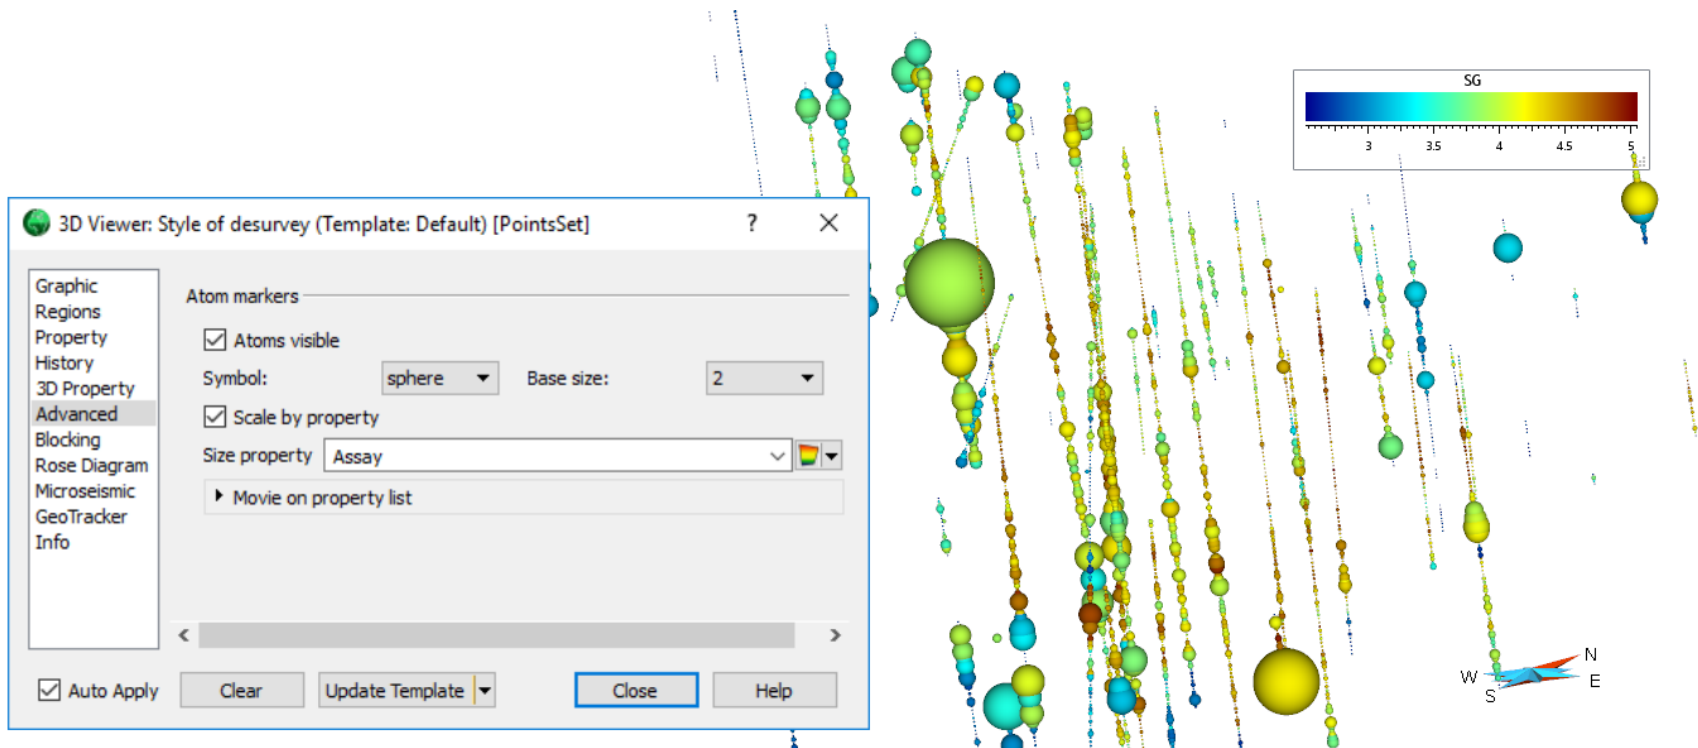 SG
3 3.5 4 4.5 5
3D Viewer: Style of desurvey (Template: Default) [PointsSet]
?
Graphic
Regions
Property
History
3D Property
Advanced
Blocking
Rose Diagram
Microseismic
GeoTracker
Info
Atom markers
Atoms visible
Symbol: sphere Base size: 2
Scale by property
Size property Assay
Movie on property list
Auto Apply Clear Update Template Close Help
N
W E
S